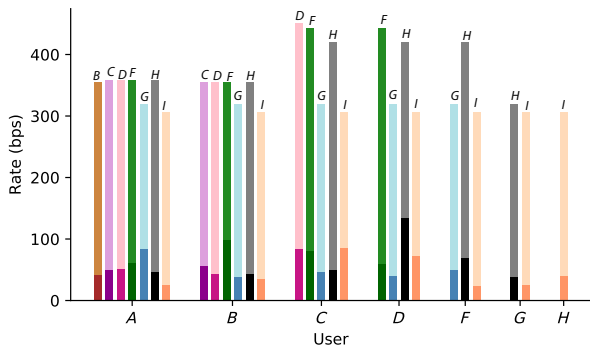 D F
F H H
H
C D F H C D F H
B
G G G G G H
I I I I I I I
400
300
200
100
0
Rate (bps)
A B C D F G H
User